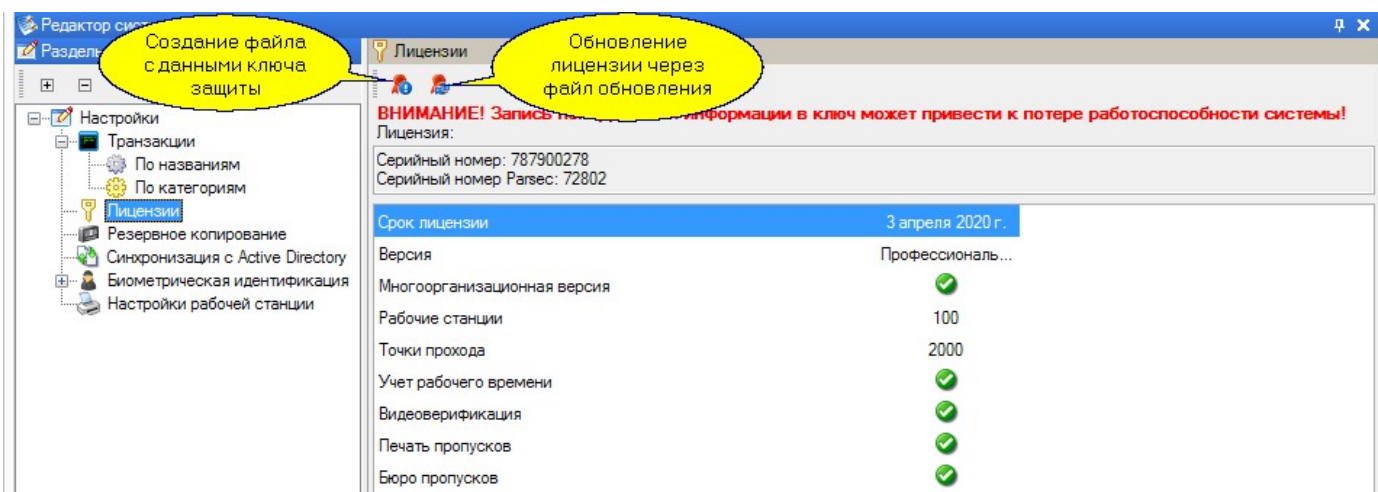 Редактор сис
Создание файла
с данными ключа
защиты
Обновление
лицензии через
файл обновления
Разделы
Лицензии
ВНИМАНИЕ! Запись информации в ключ может привести к потере работоспособности системы!
Лицензия:
Серийный номер: 787900278
Серийный номер Parsec: 72802
Настройки
Транзакции
По названиям
По категориям
Лицензии
Резервное копирование
Синхронизация с Active Directory
Биометрическая идентификация
Настройки рабочей станции
Срок лицензии 3 апреля 2020 г.
Версия Профессиональ...
Многоорганизационная версия
Рабочие станции 100
Точки прохода 2000
Учет рабочего времени
Видеоверификация
Печать пропусков
Бюро пропусков